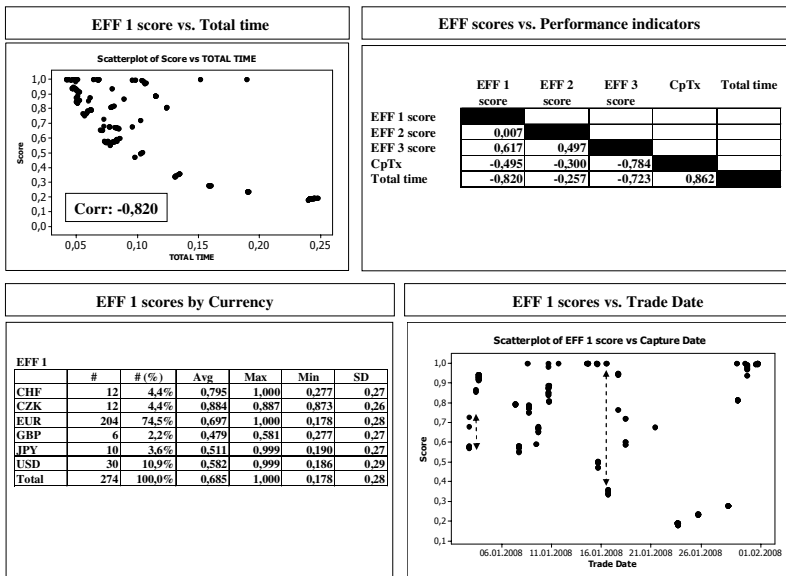 EFF 1 score vs. Total time
Scatterplot of Score vs TOTAL TIME
1,0
0,9
0,8
0,7
0,6
0,5
0,4
0,3
0,2
0,1
0,0
Score
Corr: -0,820
0,05 0,10 0,15 0,20 0,25
TOTAL TIME
EFF scores vs. Performance indicators
EFF 1 score EFF 2 score EFF 3 score CpTx Total time
EFF 1 score
EFF 2 score 0,007
EFF 3 score 0,617 0,497
CpTx -0,495 -0,300 -0,784
Total time -0,820 -0,257 -0,723 0,862
EFF 1 scores by Currency
EFF 1
# # (%) Avg Max Min SD
CHF 12 4,4% 0,795 1,000 0,277 0,27
CZK 12 4,4% 0,884 0,887 0,873 0,26
EUR 204 74,5% 0,697 1,000 0,178 0,28
GBP 6 2,2% 0,479 0,581 0,277 0,27
JPY 10 3,6% 0,511 0,999 0,190 0,27
USD 30 10,9% 0,582 0,999 0,186 0,29
Total 274 100,0% 0,685 1,000 0,178 0,28
EFF 1 scores vs. Trade Date
Scatterplot of EFF 1 score vs Capture Date
1,0
0,9
0,8
0,7
0,6
0,5
0,4
0,3
0,2
0,1
Score
06.01.2008 11.01.2008 16.01.2008 21.01.2008 26.01.2008 01.02.2008
Trade Date